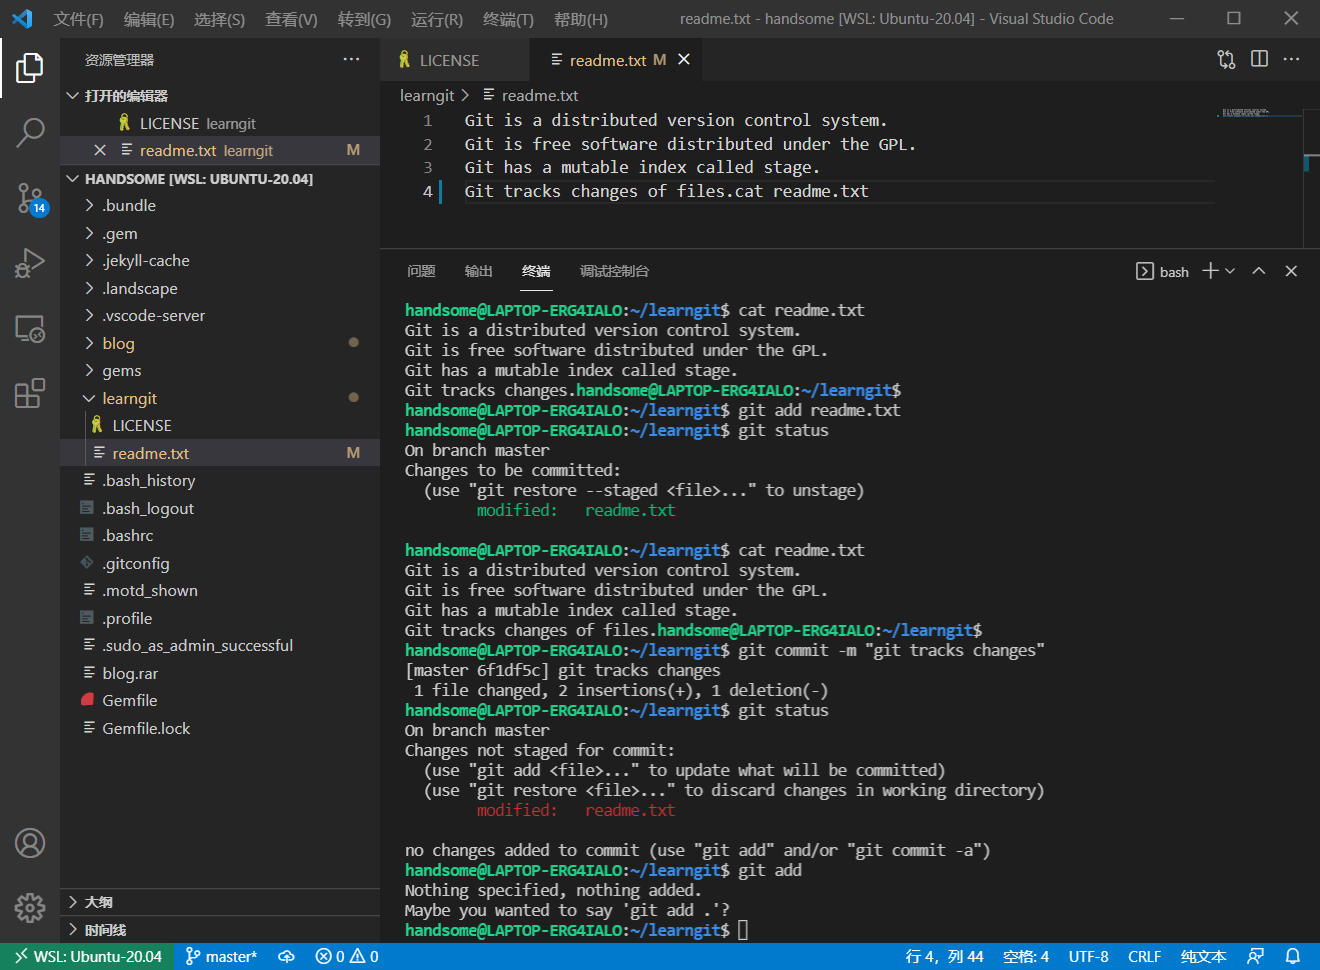 文件(F) 编辑(E) 选择(S) 查看(V) 转到(G) 运行(R) 终端(T) 帮助(H) readme.txt - handsome [WSL: Ubuntu-20.04] - Visual Studio Code
资源管理器
打开的编辑器
LICENSE learngit
readme.txt learngit M
HANDSOME [WSL: UBUNTU-20.04]
.bundle
.gem
.jekyll-cache
.landscape
.vscode-server
blog
gems
learngit
LICENSE
readme.txt M
.bash_history
.bash_logout
.bashrc
.gitconfig
.motd_shown
.profile
.sudo_as_admin_successful
blog.rar
Gemfile
Gemfile.lock
大纲
时间线
14
LICENSE readme.txt M
learngit readme.txt
1 Git is a distributed version control system.
2 Git is free software distributed under the GPL.
3 Git has a mutable index called stage.
4 Git tracks changes of files.cat readme.txt
问题 输出 终端 调试控制台 bash
handsome@LAPTOP-ERG4IALO:~/learngit$ cat readme.txt
Git is a distributed version control system.
Git is free software distributed under the GPL.
Git has a mutable index called stage.
Git tracks changes.handsome@LAPTOP-ERG4IALO:~/learngit$
handsome@LAPTOP-ERG4IALO:~/learngit$ git add readme.txt
handsome@LAPTOP-ERG4IALO:~/learngit$ git status
On branch master
Changes to be committed:
(use "git restore --staged <file>..." to unstage)
modified: readme.txt
handsome@LAPTOP-ERG4IALO:~/learngit$ cat readme.txt
Git is a distributed version control system.
Git is free software distributed under the GPL.
Git has a mutable index called stage.
Git tracks changes of files.handsome@LAPTOP-ERG4IALO:~/learngit$
handsome@LAPTOP-ERG4IALO:~/learngit$ git commit -m "git tracks changes"
[master 6f1df5c] git tracks changes
1 file changed, 2 insertions(+), 1 deletion(-)
handsome@LAPTOP-ERG4IALO:~/learngit$ git status
On branch master
Changes not staged for commit:
(use "git add <file>..." to update what will be committed)
(use "git restore <file>..." to discard changes in working directory)
modified: readme.txt
no changes added to commit (use "git add" and/or "git commit -a")
handsome@LAPTOP-ERG4IALO:~/learngit$ git add
Nothing specified, nothing added.
Maybe you wanted to say 'git add .'?
handsome@LAPTOP-ERG4IALO:~/learngit$
WSL: Ubuntu-20.04 master* 0 0 行 4, 列 44 空格: 4 UTF-8 CRLF 纯文本